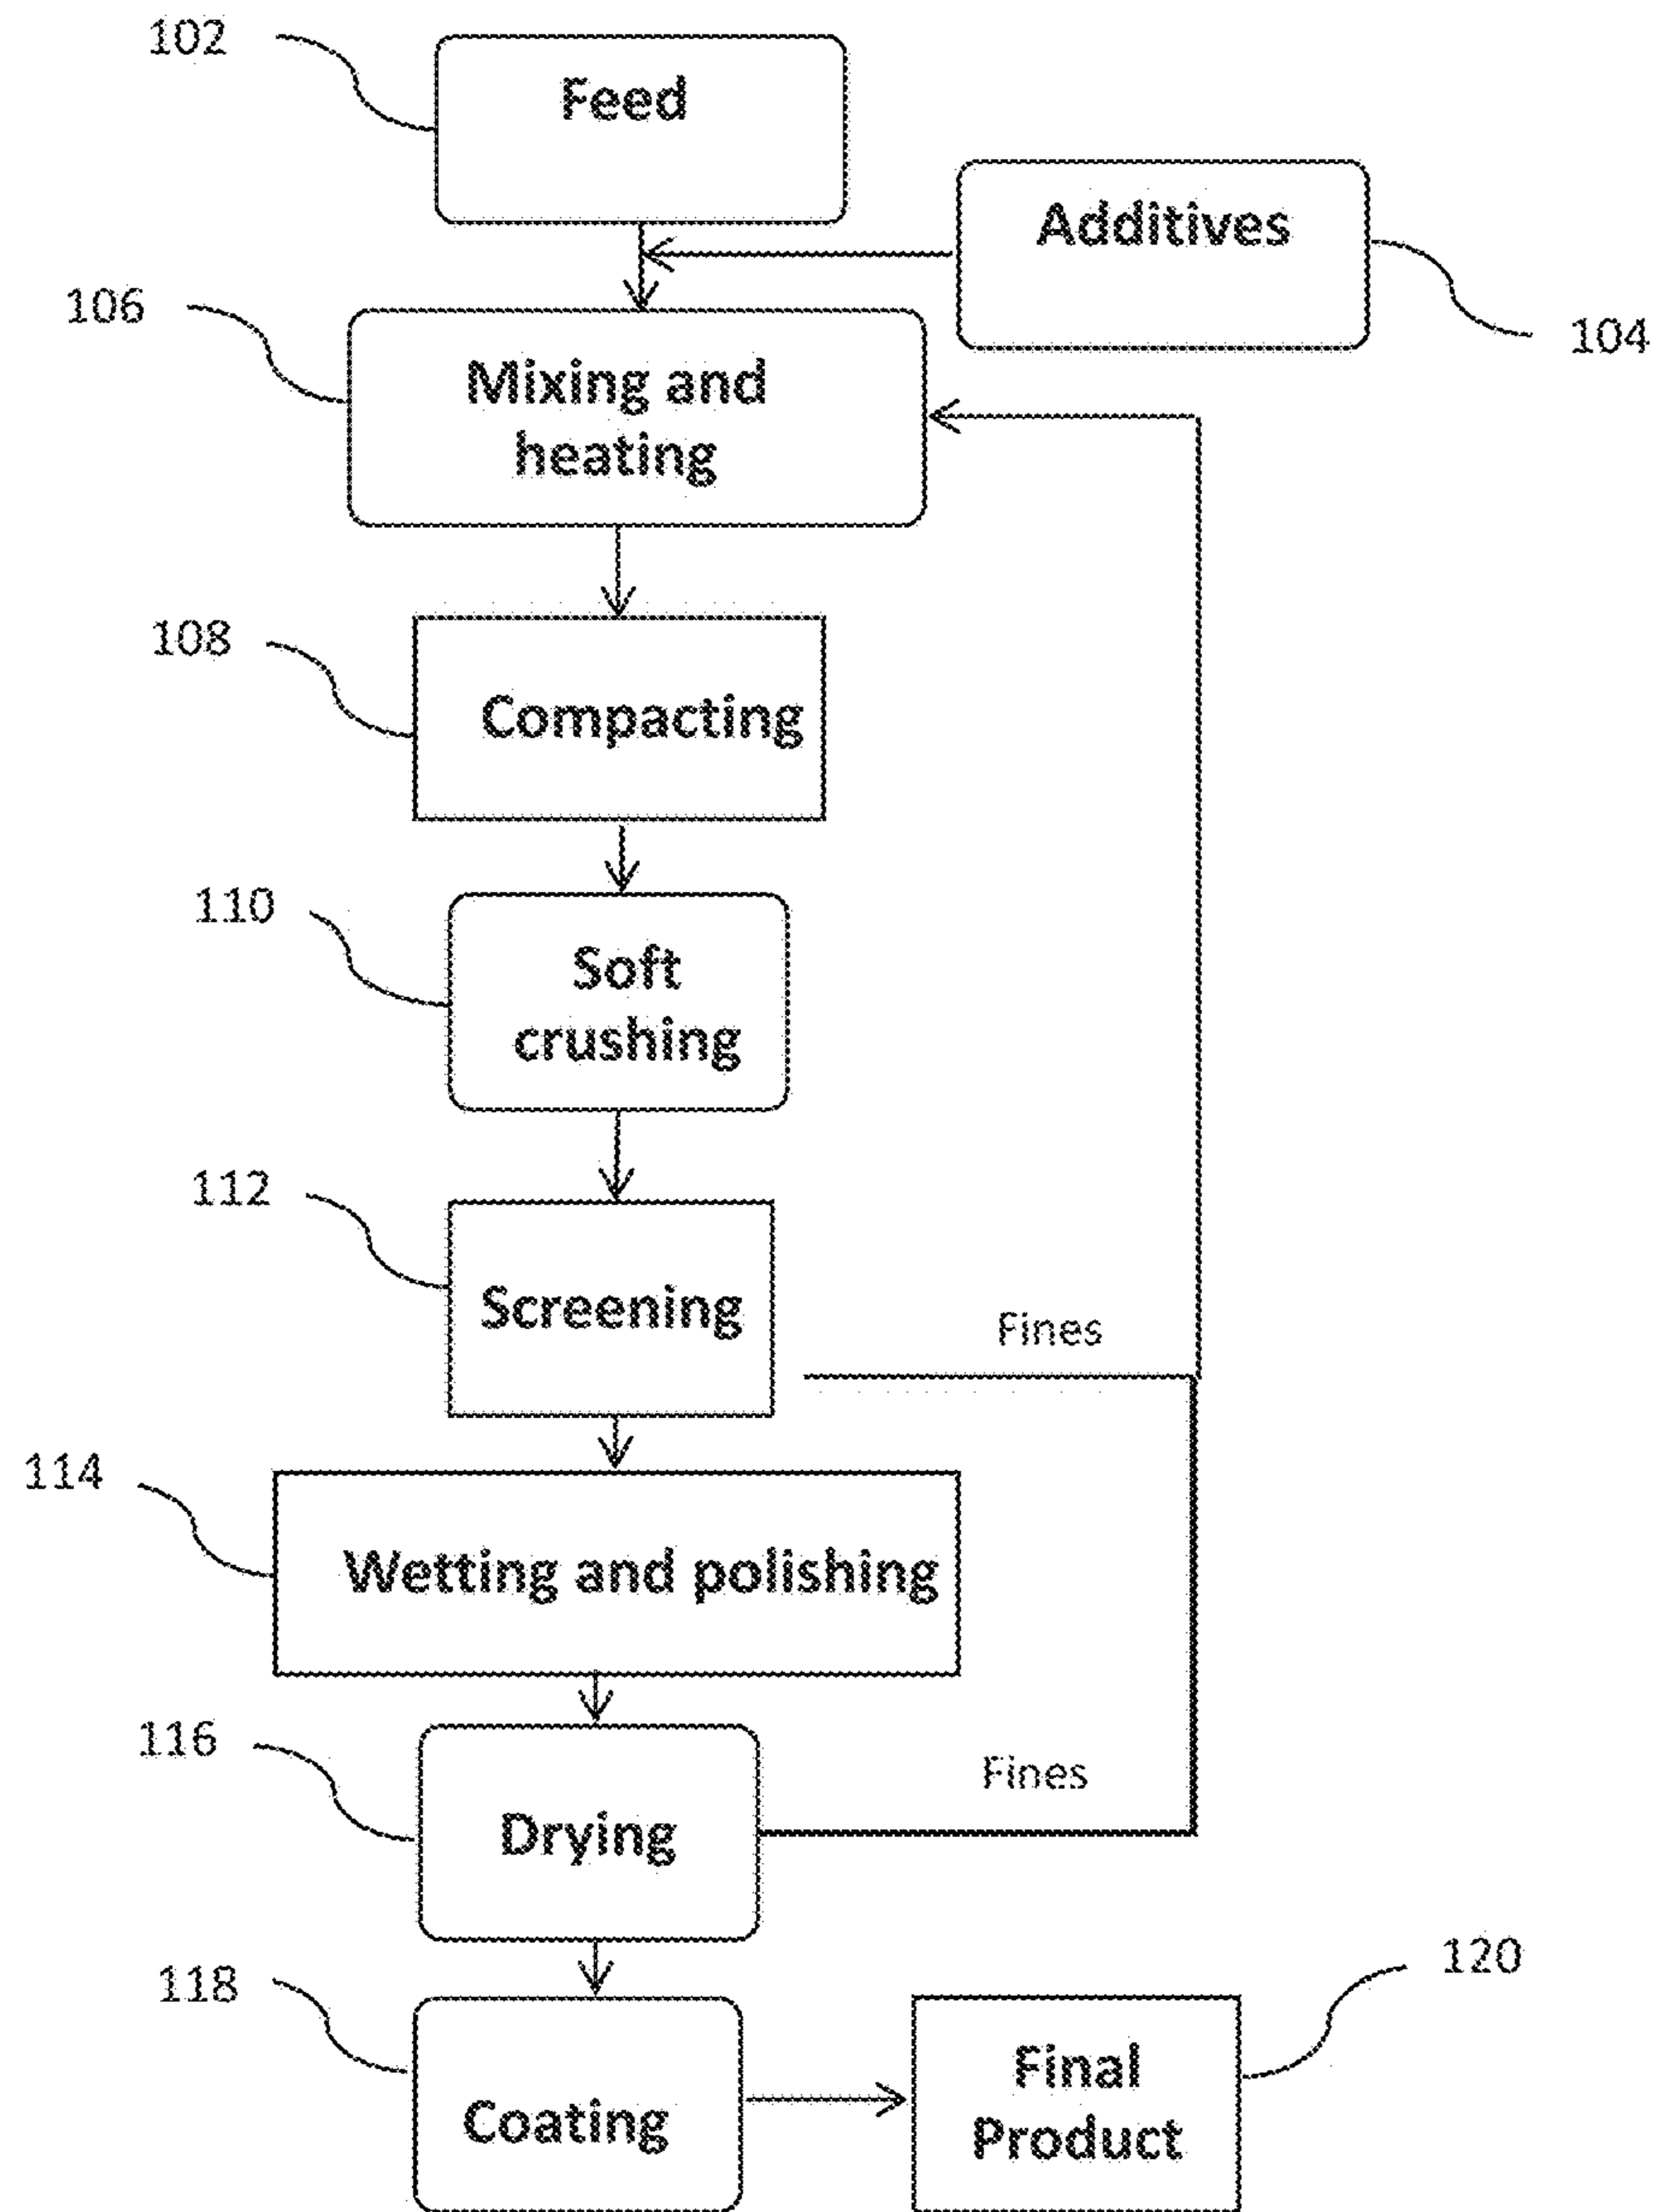 102
Feed
Additives
104
106
Mixing and
heating
108
Compacting
110
Soft
crushing
112
Screening
Fines
114
Wetting and polishing
116
Drying
Fines
118
Coating
120
Final
Product